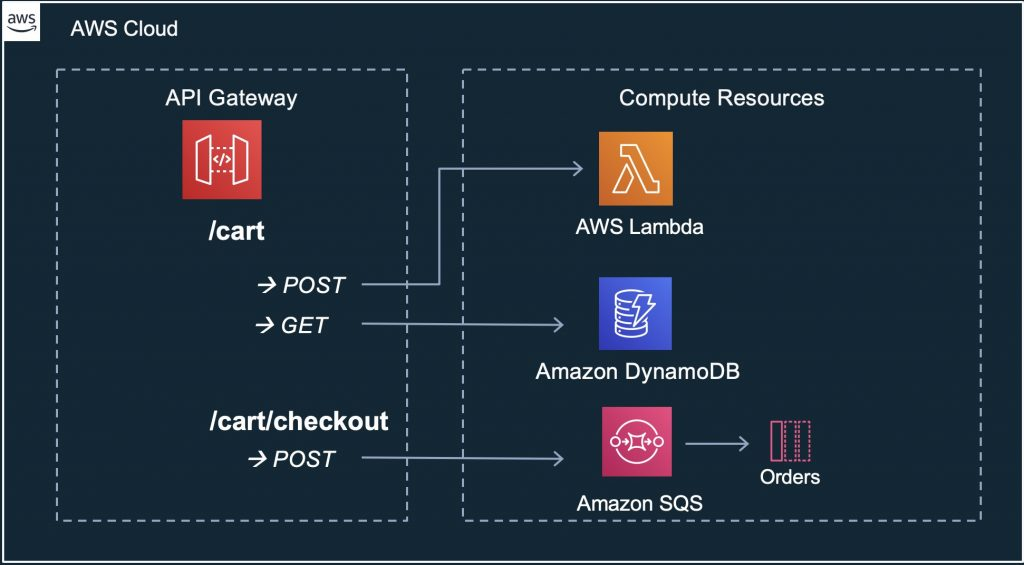 aws
AWS Cloud
API Gateway
</>
/cart
→ POST
→ GET
/cart/checkout
→ POST
Compute Resources
AWS Lambda
Amazon DynamoDB
Amazon SQS
Orders